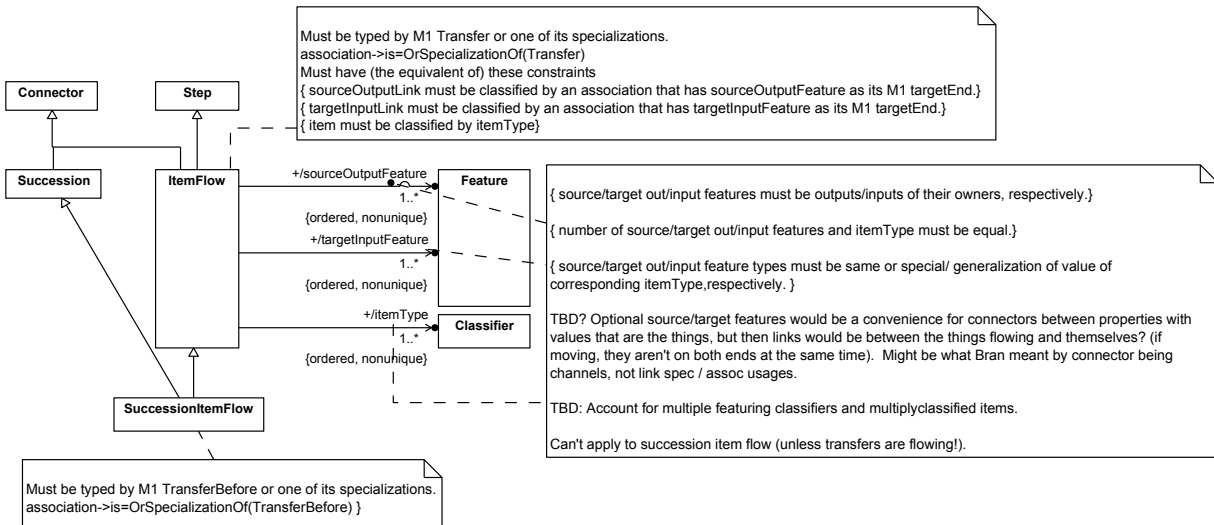 Must be typed by M1 Transfer or one of its specializations.
association->is=OrSpecializationOf(Transfer)
Must have (the equivalent of) these constraints
{ sourceOutputLink must be classified by an association that has sourceOutputFeature as its M1 targetEnd.}
{ targetInputLink must be classified by an association that has targetInputFeature as its M1 targetEnd.}
{ item must be classified by itemType}
Connector
Step
Succession
ItemFlow
+/sourceOutputFeature
1..*
{ordered, nonunique}
+/targetInputFeature
1..*
{ordered, nonunique}
+/itemType
1..*
{ordered, nonunique}
Feature
Classifier
{ source/target out/input features must be outputs/inputs of their owners, respectively.}
{ number of source/target out/input features and itemType must be equal.}
{ source/target out/input feature types must be same or special/ generalization of value of
corresponding itemType,respectively. }
TBD? Optional source/target features would be a convenience for connectors between properties with
values that are the things, but then links would be between the things flowing and themselves? (if
moving, they aren't on both ends at the same time).  Might be what Bran meant by connector being
channels, not link spec / assoc usages.
TBD: Account for multiple featuring classifiers and multiplyclassified items.
Can't apply to succession item flow (unless transfers are flowing!).
SuccessionItemFlow
Must be typed by M1 TransferBefore or one of its specializations.
association->is=OrSpecializationOf(TransferBefore) }